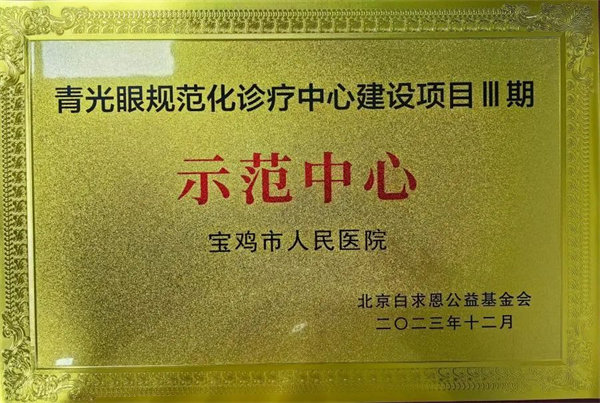 青光眼规范化诊疗中心建设项目Ⅲ期
示范中心
宝鸡市人民医院
北京白求恩公益基金会
二〇二三年十二月